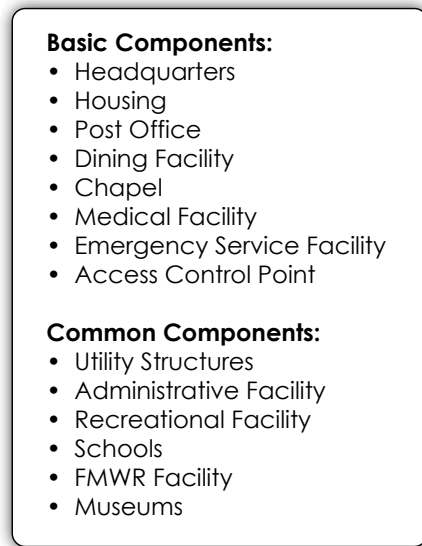 Basic Components:
• Headquarters
• Housing
• Post Office
• Dining Facility
• Chapel
• Medical Facility
• Emergency Service Facility
• Access Control Point
Common Components:
• Utility Structures
• Administrative Facility
• Recreational Facility
• Schools
• FMWR Facility
• Museums